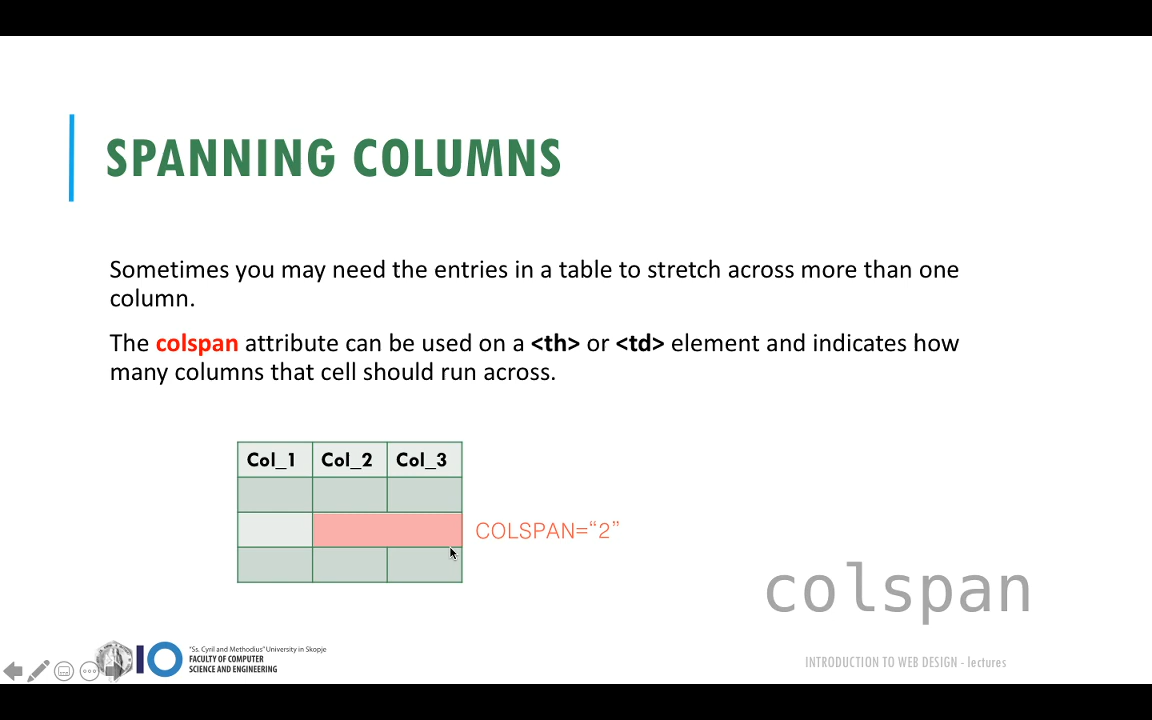 SPANNING COLUMNS
Sometimes you may need the entries in a table to stretch across more than one
column.
The colspan attribute can be used on a <th> or <td> element and indicates how
many columns that cell should run across.
Col_1 Col_2 Col_3
COLSPAN=“2”
colspan
"Ss. Cyril and Methodius" University in Skopje
FACULTY OF COMPUTER
SCIENCE AND ENGINEERING
INTRODUCTION TO WEB DESIGN - lectures